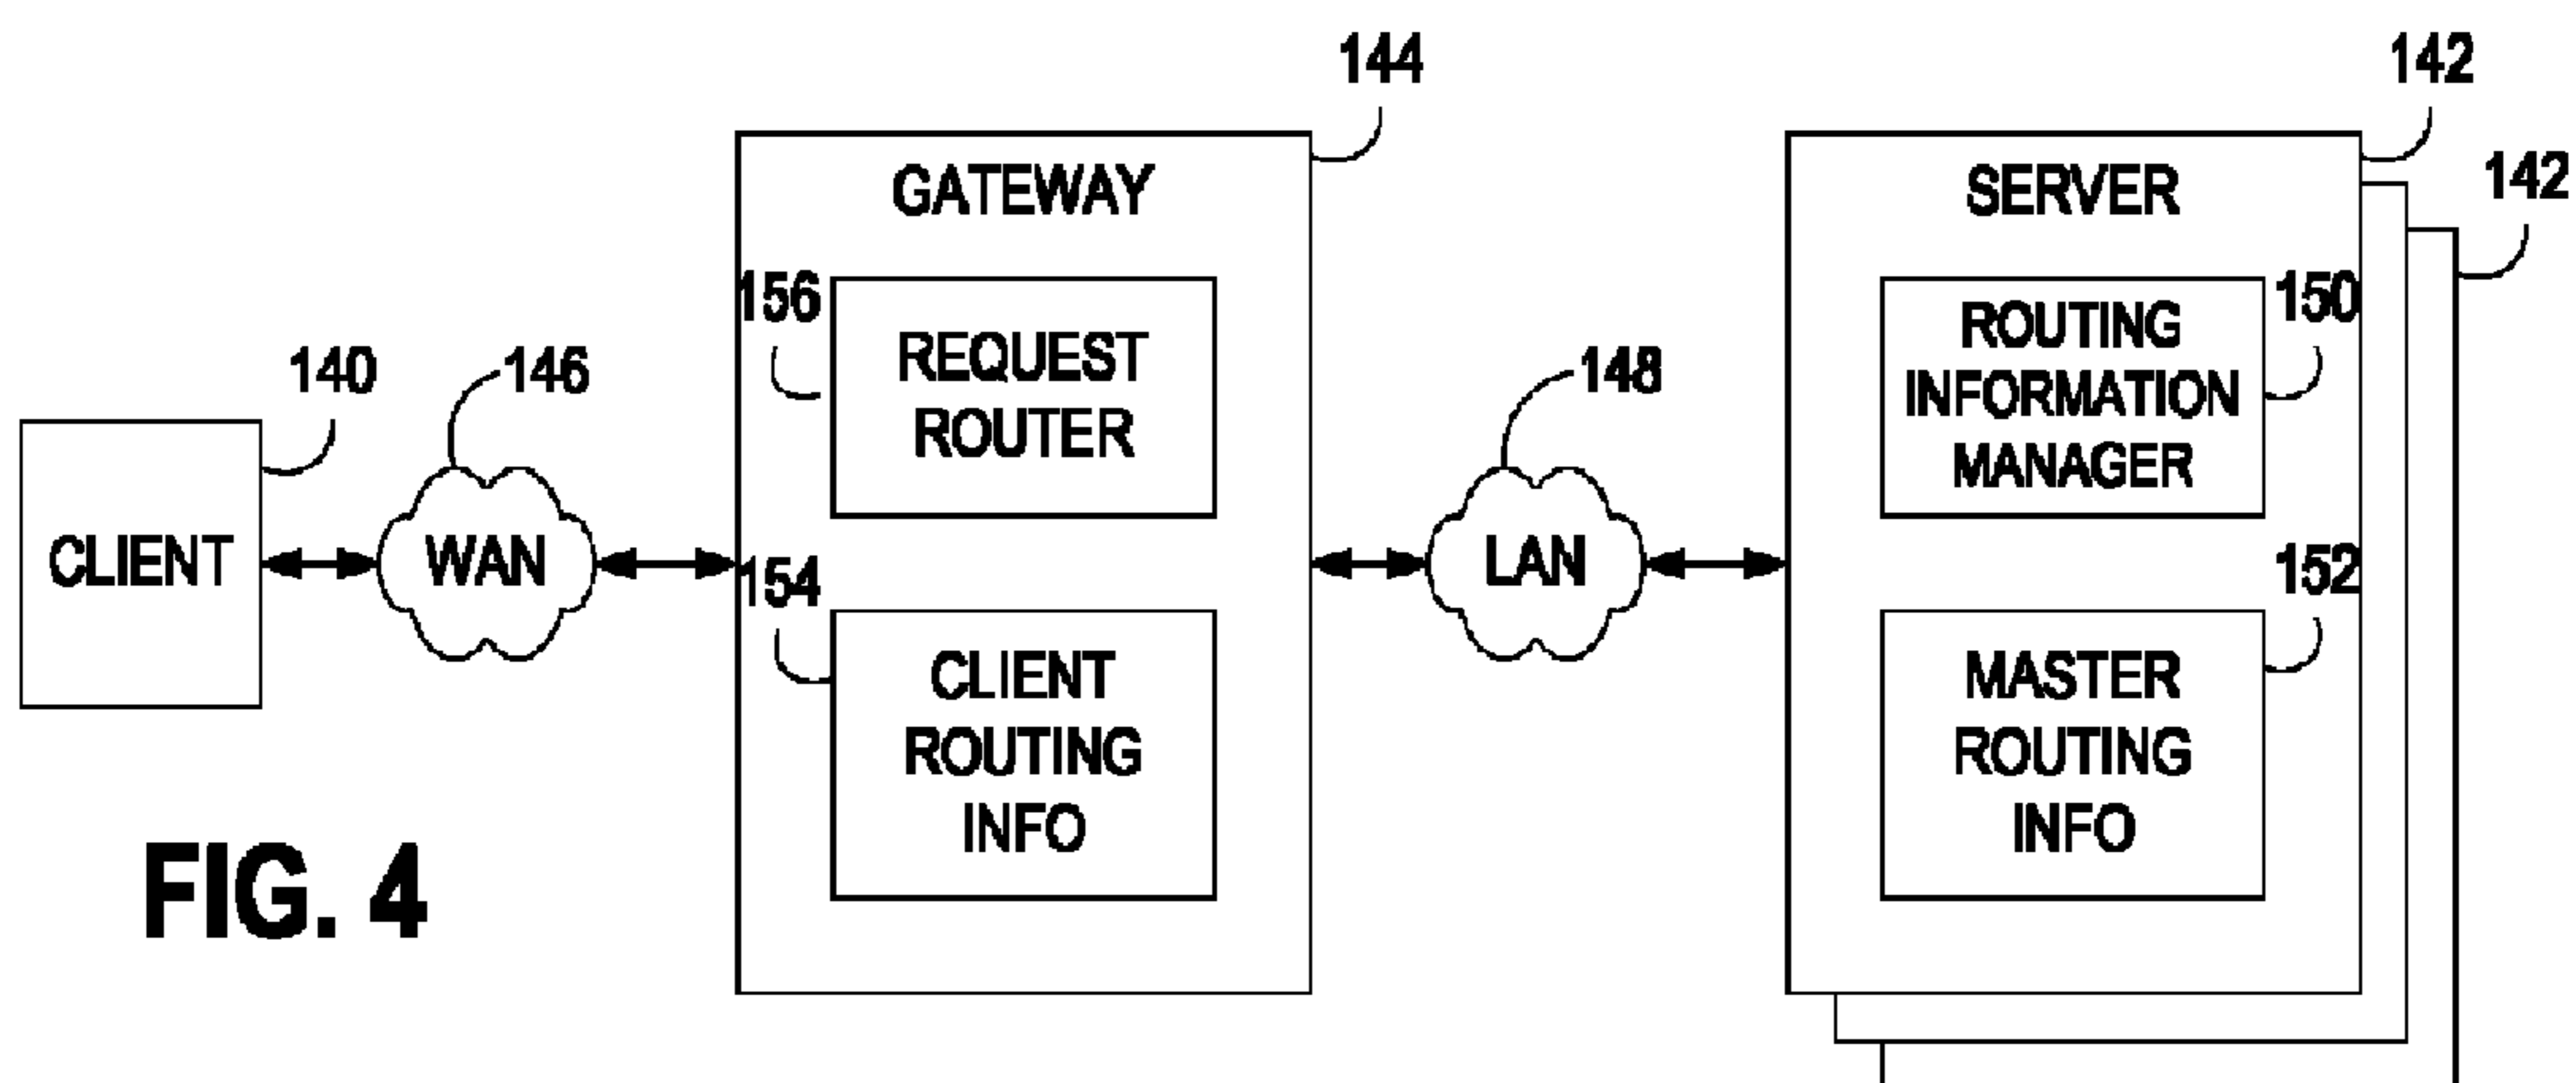 144
142
GATEWAY
SERVER
142
156
REQUEST
ROUTER
150
ROUTING
INFORMATION
MANAGER
140
146
148
CLIENT
WAN
LAN
154
CLIENT
ROUTING
INFO
152
MASTER
ROUTING
INFO
FIG. 4